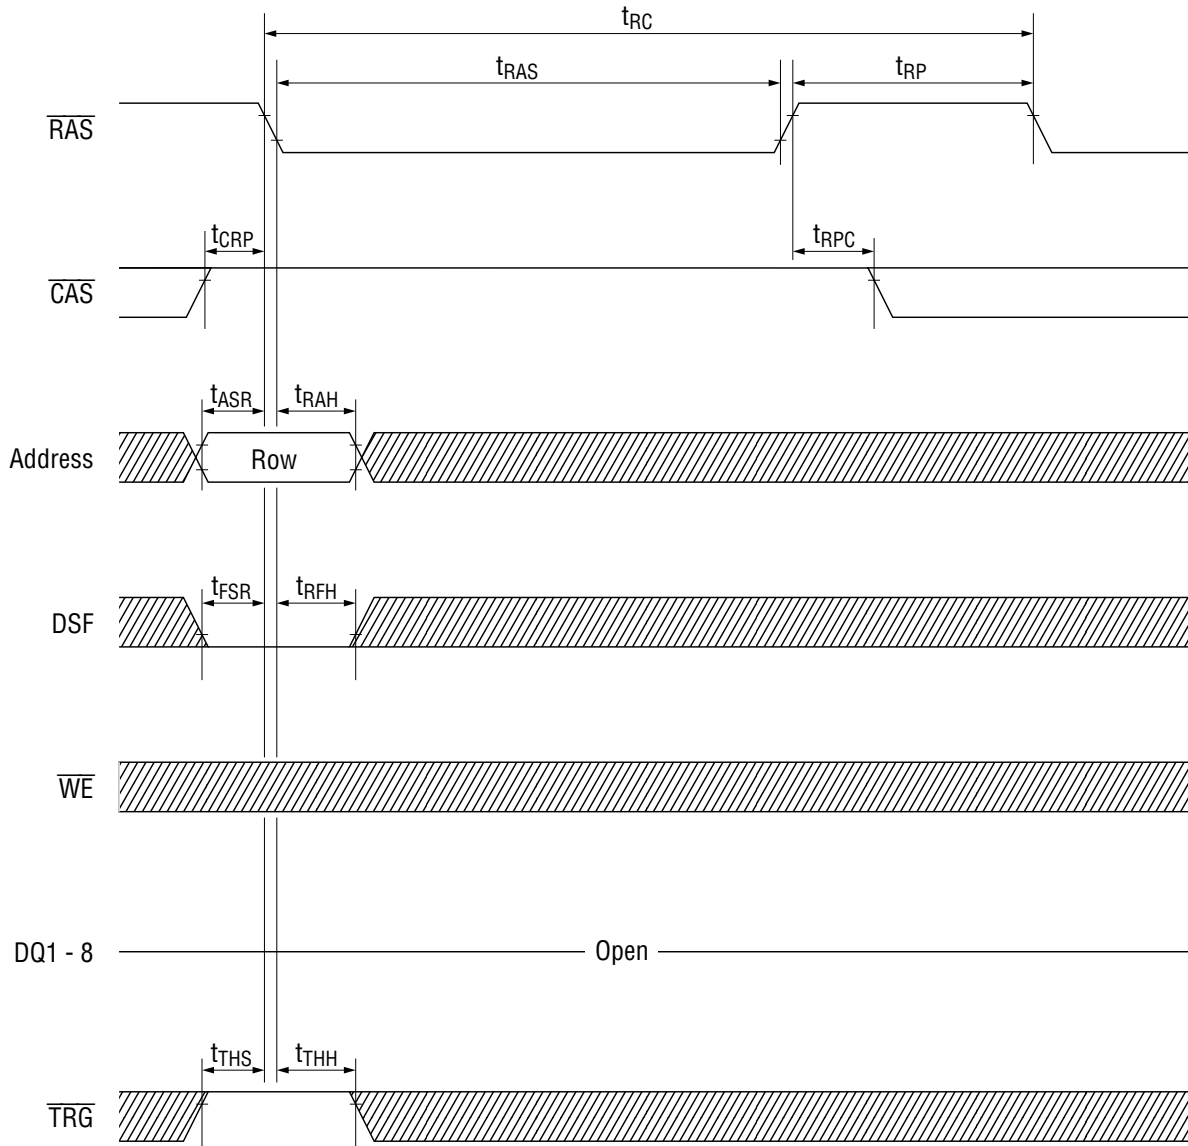 tRC
tRAS
tRP
RAS
tCRP
tRPC
CAS
tASR
tRAH
Address
Row
tFSR
tRFH
DSF
WE
DQ1 - 8
Open
tTHS
tTHH
TRG